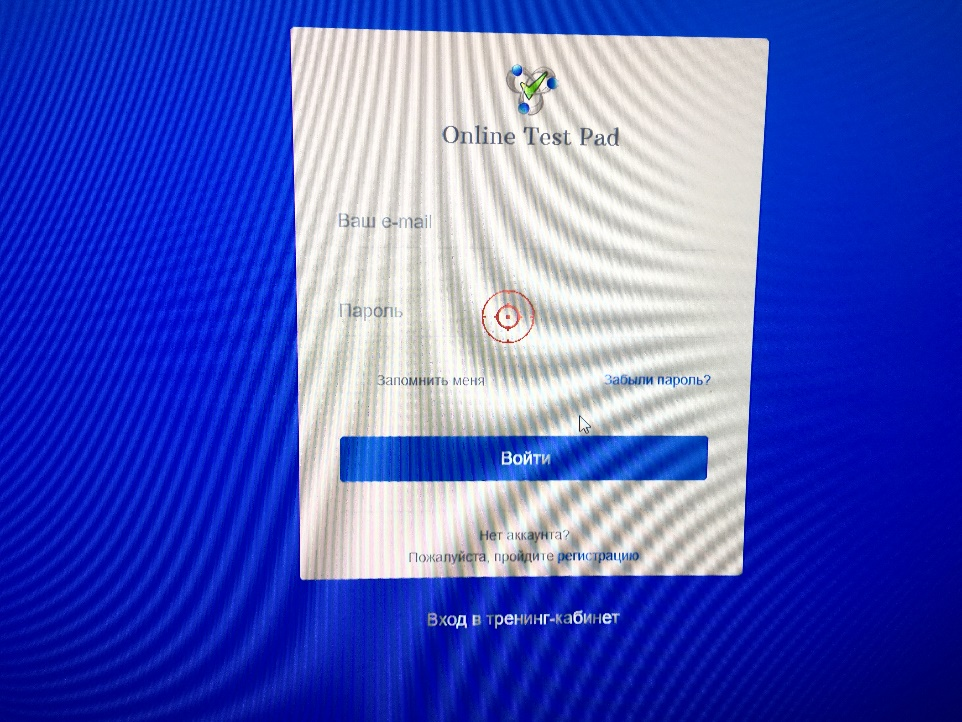 Online Test Pad
Ваш e-mail
Пароль
Запомнить меня
Забыли пароль?
Войти
Нет аккаунта?
Пожалуйста, пройдите регистрацию
Вход в тренинг-кабинет